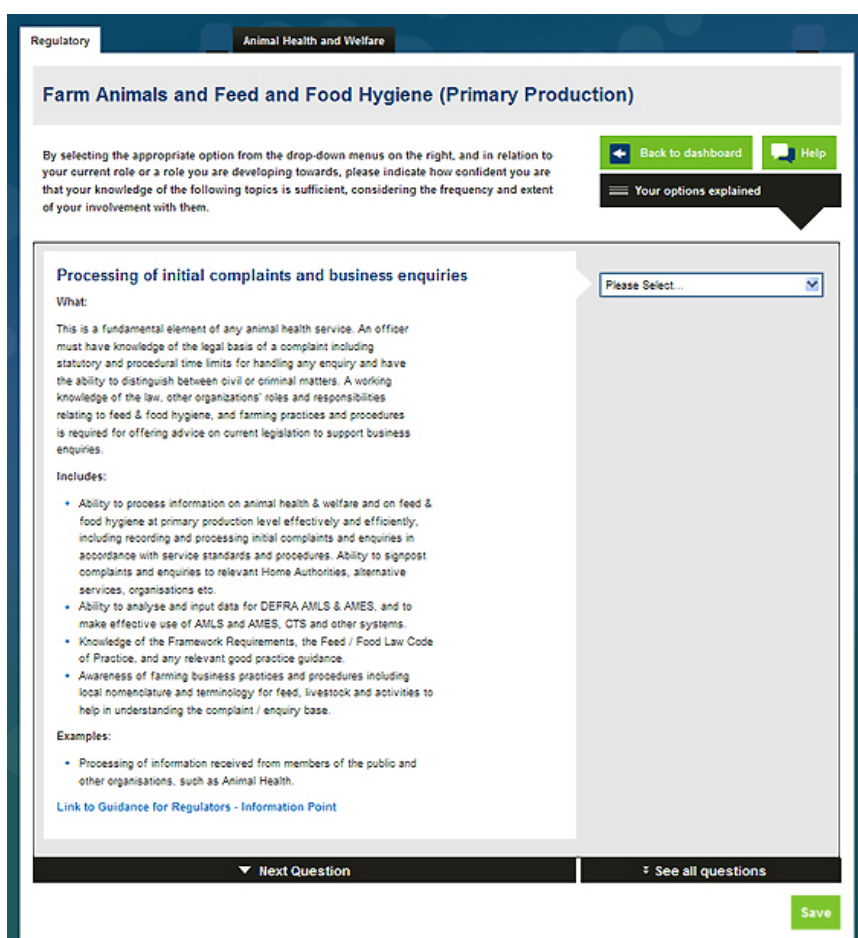 Regulatory
Animal Health and Welfare
Farm Animals and Feed and Food Hygiene (Primary Production)
By selecting the appropriate option from the drop-down menus on the right, and in relation to
your current role or a role you are developing towards, please indicate how confident you are
that your knowledge of the following topics is sufficient, considering the frequency and extent
of your involvement with them.
Back to dashboard
Help
Your options explained
Processing of initial complaints and business enquiries
Please Select...
What:
This is a fundamental element of any animal health service. An officer
must have knowledge of the legal basis of a complaint including
statutory and procedural time limits for handling any enquiry and have
the ability to distinguish between civil or criminal matters. A working
knowledge of the law, other organizations' roles and responsibilities
relating to feed & food hygiene, and farming practices and procedures
is required for offering advice on current legislation to support business
enquiries.
Includes:
• Ability to process information on animal health & welfare and on feed &
food hygiene at primary production level effectively and efficiently,
including recording and processing initial complaints and enquiries in
accordance with service standards and procedures. Ability to signpost
complaints and enquiries to relevant Home Authorities, alternative
services, organisations etc.
• Ability to analyse and input data for DEFRA AMLS & AMES, and to
make effective use of AMLS and AMES, CTS and other systems.
• Knowledge of the Framework Requirements, the Feed / Food Law Code
of Practice, and any relevant good practice guidance.
• Awareness of farming business practices and procedures including
local nomenclature and terminology for feed, livestock and activities to
help in understanding the complaint / enquiry base.
Examples:
• Processing of information received from members of the public and
other organisations, such as Animal Health.
Link to Guidance for Regulators - Information Point
Next Question
See all questions
Save